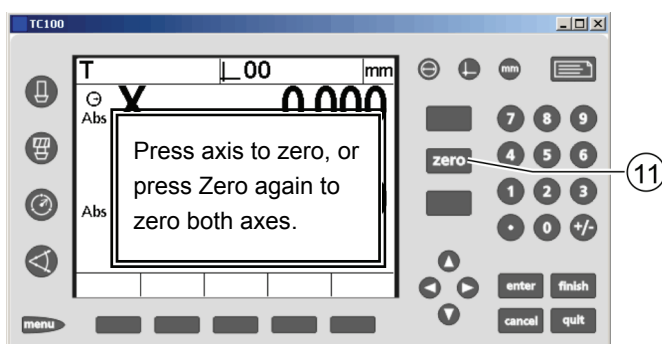 TC100
T 00 mm
X 0.000
Abs
Press axis to zero, or
press Zero again to
zero both axes.
Abs
mm
7 8 9
zero 4 5 6 11
1 2 3
• 0 +/-
enter finish
menu cancel quit